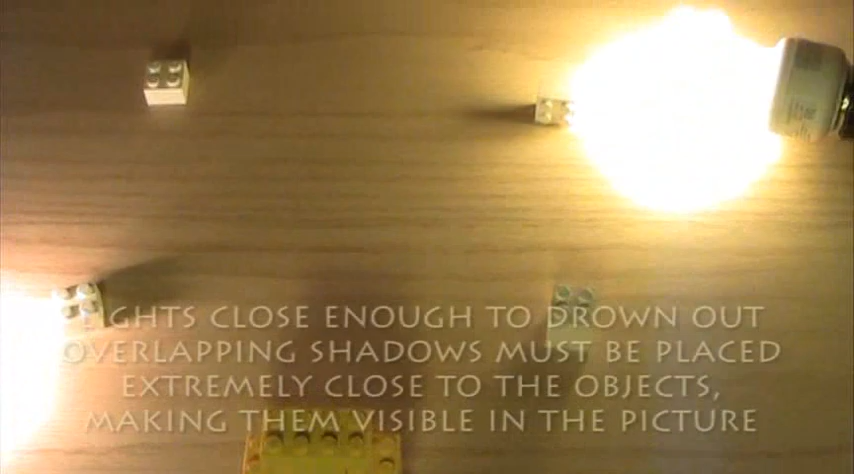 LIGHTS CLOSE ENOUGH TO DROWN OUT
OVERLAPPING SHADOWS MUST BE PLACED
EXTREMELY CLOSE TO THE OBJECTS,
MAKING THEM VISIBLE IN THE PICTURE